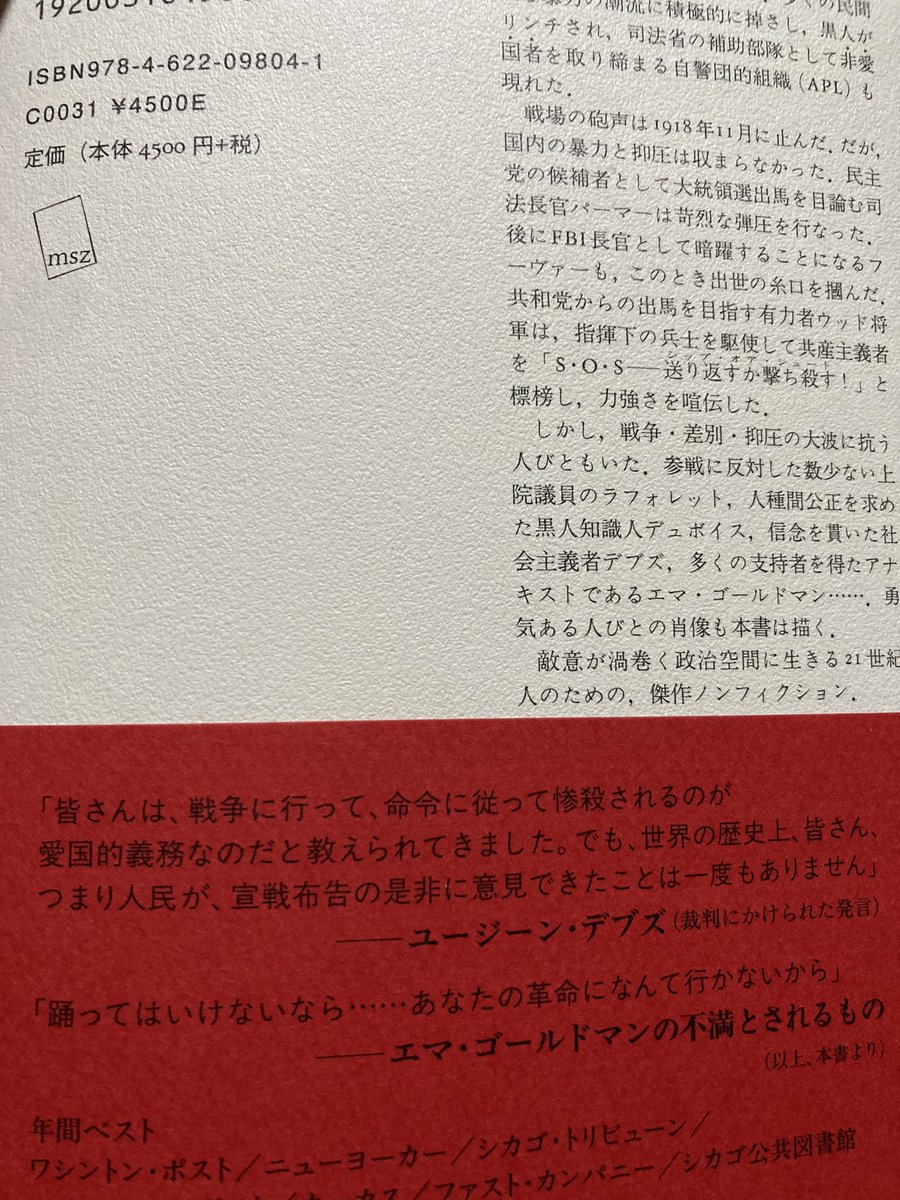 ISBN978-4-622-09804-1
C0031 ¥4500E
定価（本体4500円+税）
msz
の潮流に積極的に掉さし，黒人が
リンチされ，司法省の補助部隊として非愛
国者を取り締まる自警団的組織（APL）も
現れた．
戦場の砲声は1918年11月に止んだ．だが，
国内の暴力と抑圧は収まらなかった．民主
党の候補者として大統領選出馬を目論む司
法長官パーマーは苛烈な弾圧を行なった．
後にFBI長官として暗躍することになるフ
ーヴァーも，このとき出世の糸口を摑んだ．
共和党からの出馬を目指す有力者ウッド将
軍は，指揮下の兵士を駆使して共産主義者
シップ・オア・シュート
を「S・O・S──送り返すか撃ち殺す！」と
標榜し，力強さを喧伝した．
しかし，戦争・差別・抑圧の大波に抗う
人びともいた．参戦に反対した数少ない上
院議員のラフォレット，人種間公正を求め
た黒人知識人デュボイス，信念を貫いた社
会主義者デブズ，多くの支持者を得たアナ
キストであるエマ・ゴールドマン……．勇
気ある人びとの肖像も本書は描く．
敵意が渦巻く政治空間に生きる21世紀
人のための，傑作ノンフィクション．
「皆さんは、戦争に行って、命令に従って惨殺されるのが
愛国的義務なのだと教えられてきました。でも、世界の歴史上、皆さん、
つまり人民が、宣戦布告の是非に意見できたことは一度もありません」
──ユージーン・デブズ（裁判にかけられた発言）
「踊ってはいけないなら……あなたの革命になんて行かないから」
──エマ・ゴールドマンの不満とされるもの
（以上、本書より）
年間ベスト
ワシントン・ポスト／ニューヨーカー／シカゴ・トリビューン／
ファスト・カンパニー／シカゴ公共図書館